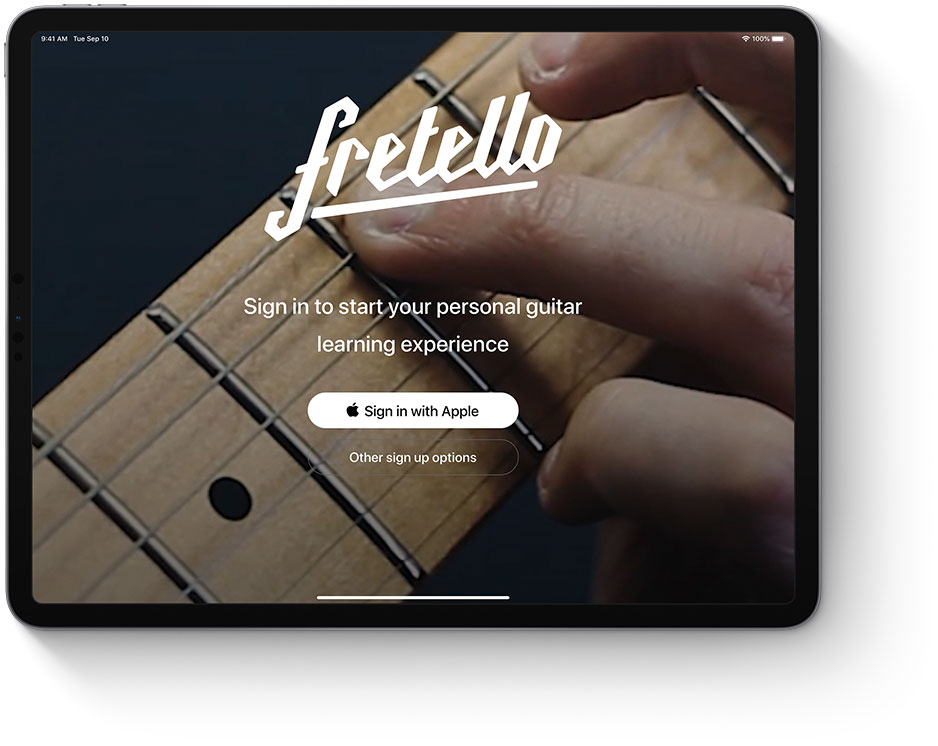 9:41 AM Tue Sep 10
100%
fretello
Sign in to start your personal guitar
learning experience
Sign in with Apple
Other sign up options